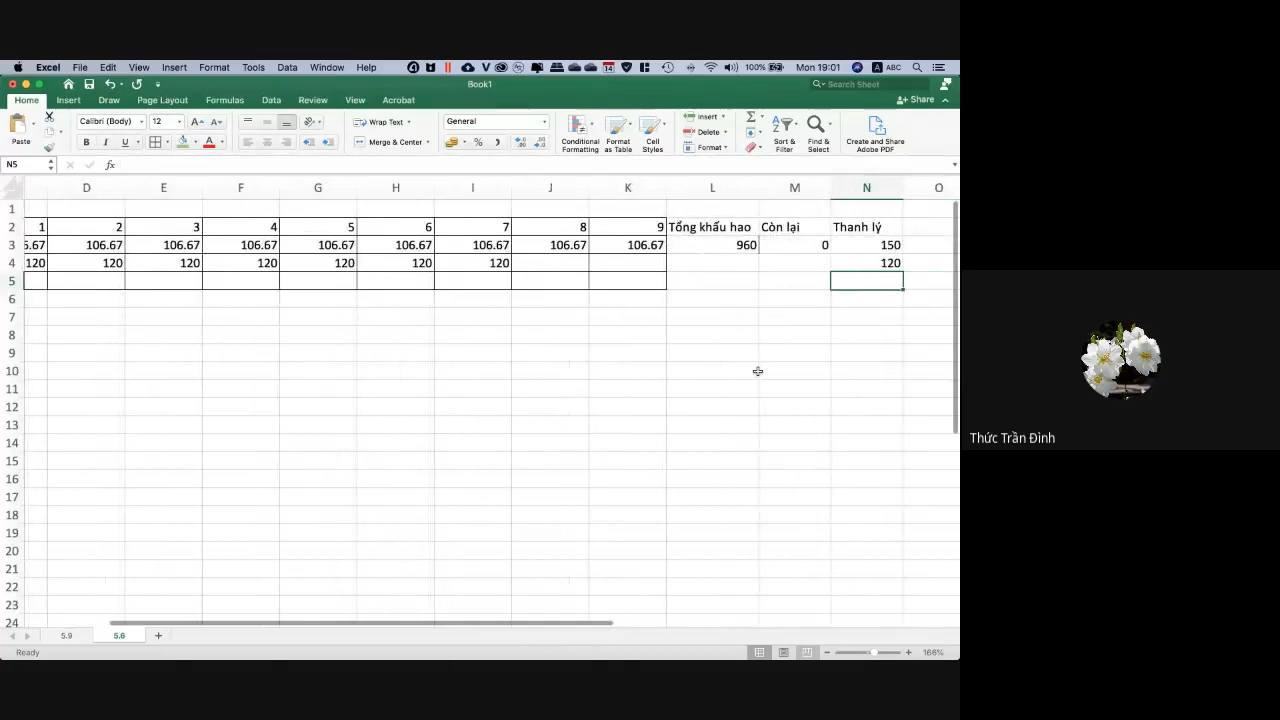 Excel File Edit View Insert Format Tools Data Window Help 100% Mon 19:01 A ABC
Book1 Search Sheet
Home Insert Draw Page Layout Formulas Data Review View Acrobat Share
Paste Calibri (Body) 12 Wrap Text General Insert
B I U Merge & Center Delete Format
Conditional Formatting Format as Table Cell Styles Sort & Filter Find & Select Create and Share Adobe PDF
N5 fx
D E F G H I J K L M N O
1
2 1 2 3 4 5 6 7 8 9 Tổng khấu hao Còn lại Thanh lý
3 5.67 106.67 106.67 106.67 106.67 106.67 106.67 106.67 106.67 960 0 150
4 120 120 120 120 120 120 120 120
5
6
7
8
9
10
11
12
13
14
15
16
17
18
19
20
21
22
23
24
5.9 5.6
Ready 166%
Thức Trần Đình